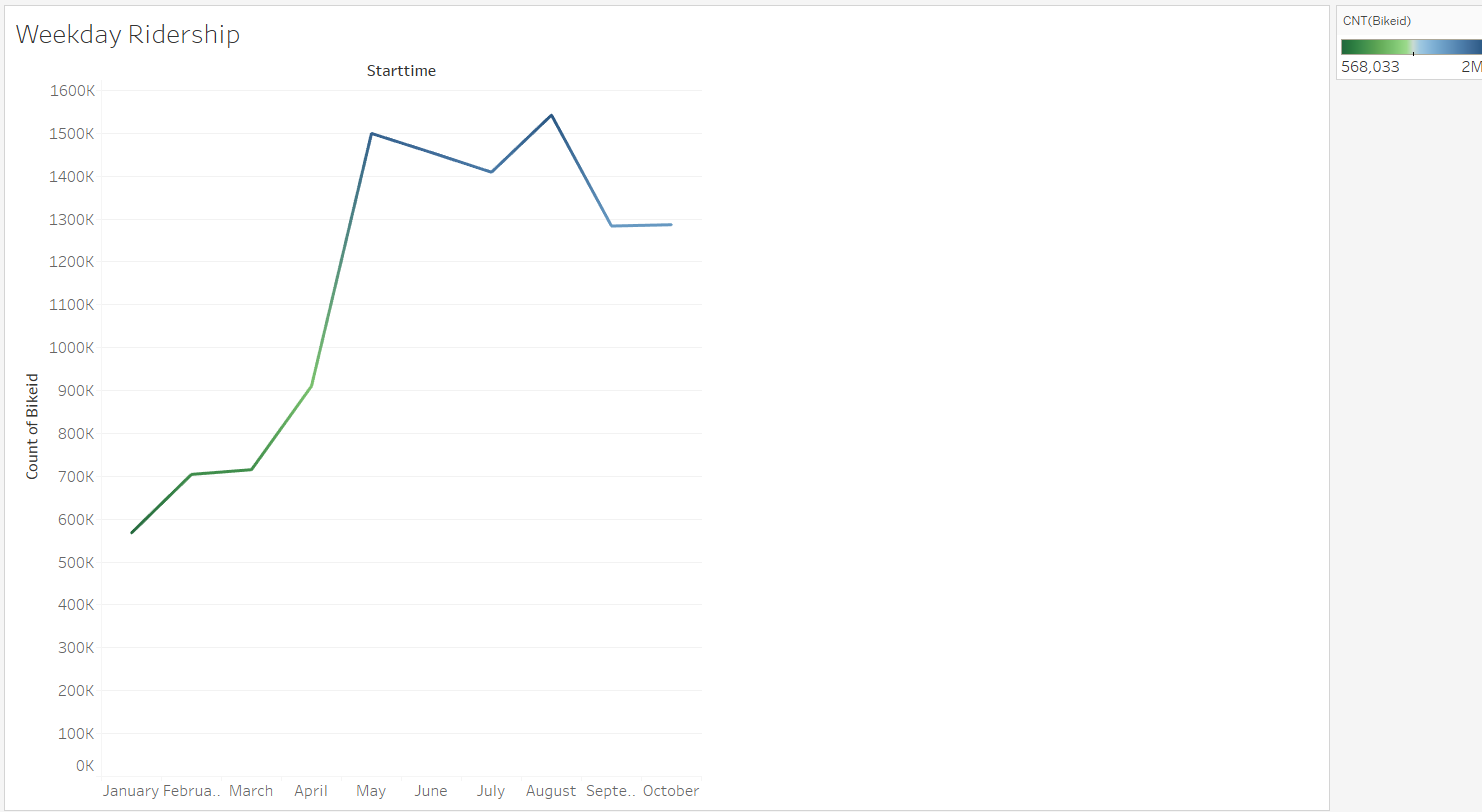 Weekday Ridership
Starttime
1600K
1500K
1400K
1300K
1200K
1100K
1000K
900K
800K
700K
600K
500K
400K
300K
200K
100K
0K
Count of Bikeid
January Februa.. March April May June July August Septe.. October
CNT(Bikeid)
568,033 2M